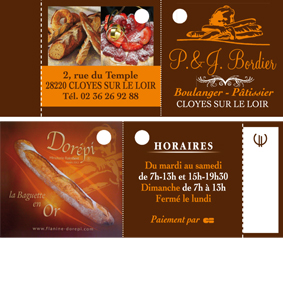 2, rue du Temple
28220 CLOYES SUR LE LOIR
Tél. 02 36 26 92 88
P. & J. Bordier
Boulanger - Pâtissier
CLOYES SUR LE LOIR
Dorépi
la Baguette
en
Or
www.flavine-dorepi.com
HORAIRES
Du mardi au samedi
de 7h-13h et 15h-19h30
Dimanche de 7h à 13h
Fermé le lundi
Paiement par CB